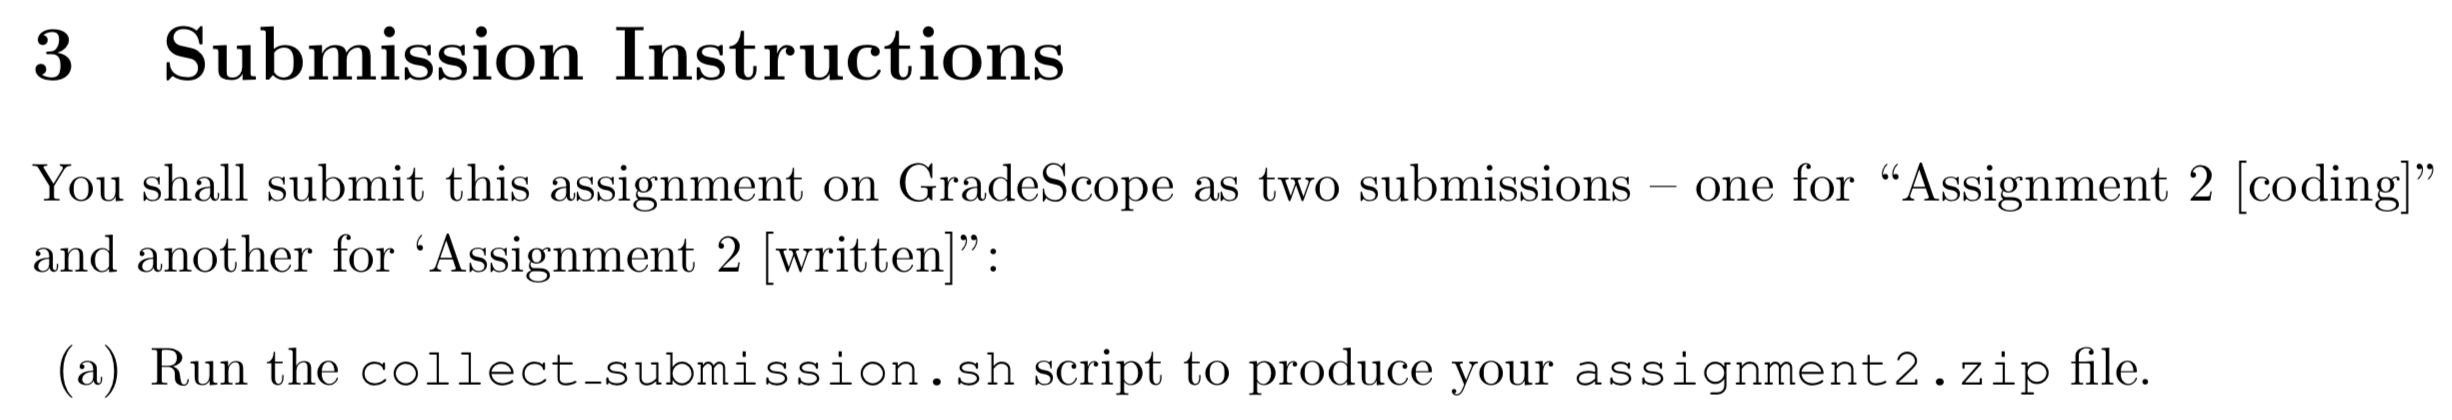 3 Submission Instructions
You shall submit this assignment on GradeScope as two submissions – one for “Assignment 2 [coding]”
and another for ‘Assignment 2 [written]”:
(a) Run the collect_submission.sh script to produce your assignment2.zip file.